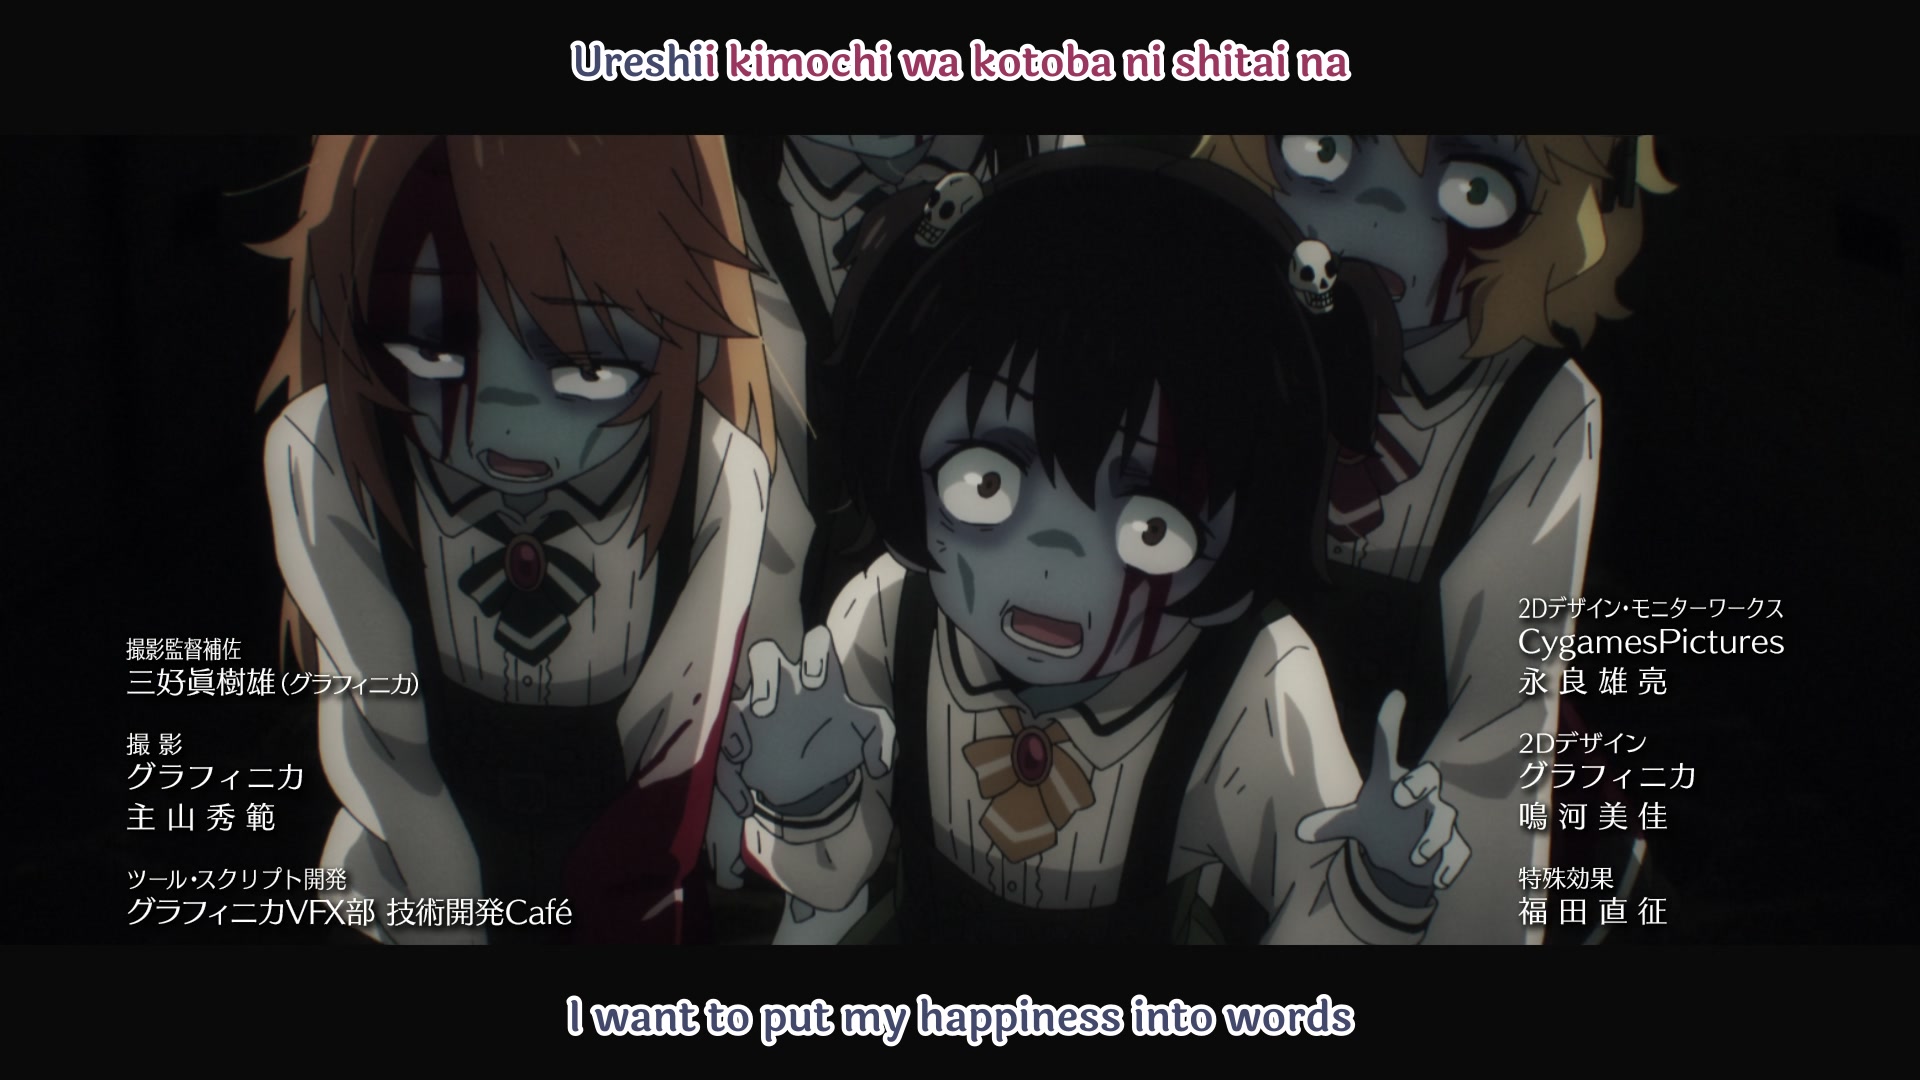 Ureshii kimochi wa kotoba ni shitai na
撮影監督補佐
三好眞樹雄(グラフィニカ)
撮影
グラフィニカ
主山秀範
ツール・スクリプト開発
グラフィニカVFX部 技術開発Café
2Dデザイン・モニターワークス
CygamesPictures
永良雄亮
2Dデザイン
グラフィニカ
鳴河美佳
特殊効果
福田直征
I want to put my happiness into words